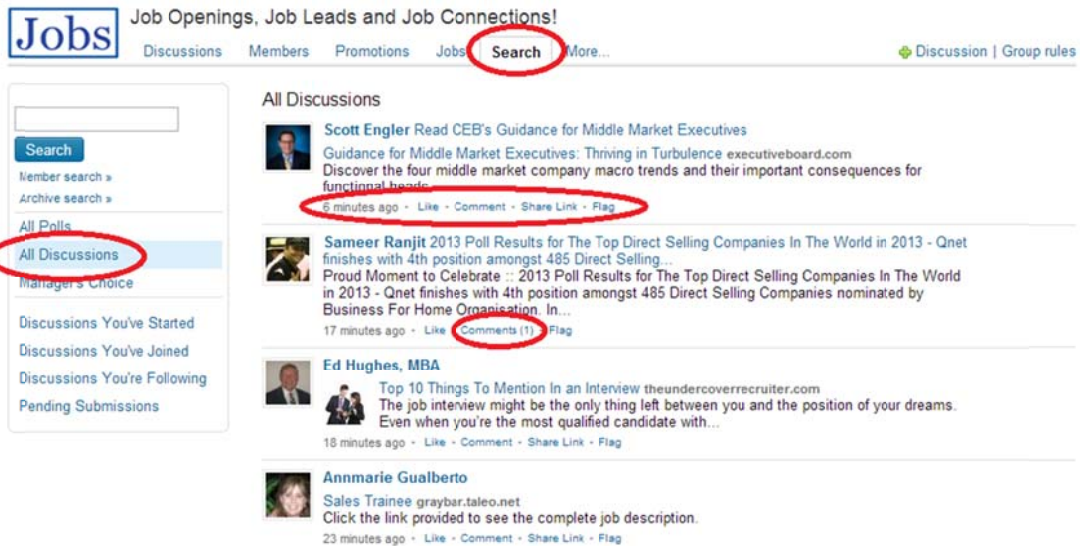 Jobs
Job Openings, Job Leads and Job Connections!
Discussions Members Promotions Jobs Search More...
Discussion | Group rules
Search
Member search »
Archive search »
All Polls
All Discussions
Manager's Choice
Discussions You've Started
Discussions You've Joined
Discussions You're Following
Pending Submissions
All Discussions
Scott Engler Read CEB's Guidance for Middle Market Executives
Guidance for Middle Market Executives: Thriving in Turbulence executiveboard.com
Discover the four middle market company macro trends and their important consequences for
functional heads
6 minutes ago - Like - Comment - Share Link - Flag
Sameer Ranjit 2013 Poll Results for The Top Direct Selling Companies In The World in 2013 - Qnet
finishes with 4th position amongst 485 Direct Selling...
Proud Moment to Celebrate :: 2013 Poll Results for The Top Direct Selling Companies In The World
in 2013 - Qnet finishes with 4th position amongst 485 Direct Selling Companies nominated by
Business For Home Organisation. In...
17 minutes ago - Like Comments (1) - Flag
Ed Hughes, MBA
Top 10 Things To Mention In an Interview theundercoverrecruiter.com
The job interview might be the only thing left between you and the position of your dreams.
Even when you're the most qualified candidate with...
18 minutes ago - Like - Comment - Share Link - Flag
Annmarie Gualberto
Sales Trainee graybar.taleo.net
Click the link provided to see the complete job description.
23 minutes ago - Like - Comment - Share Link - Flag